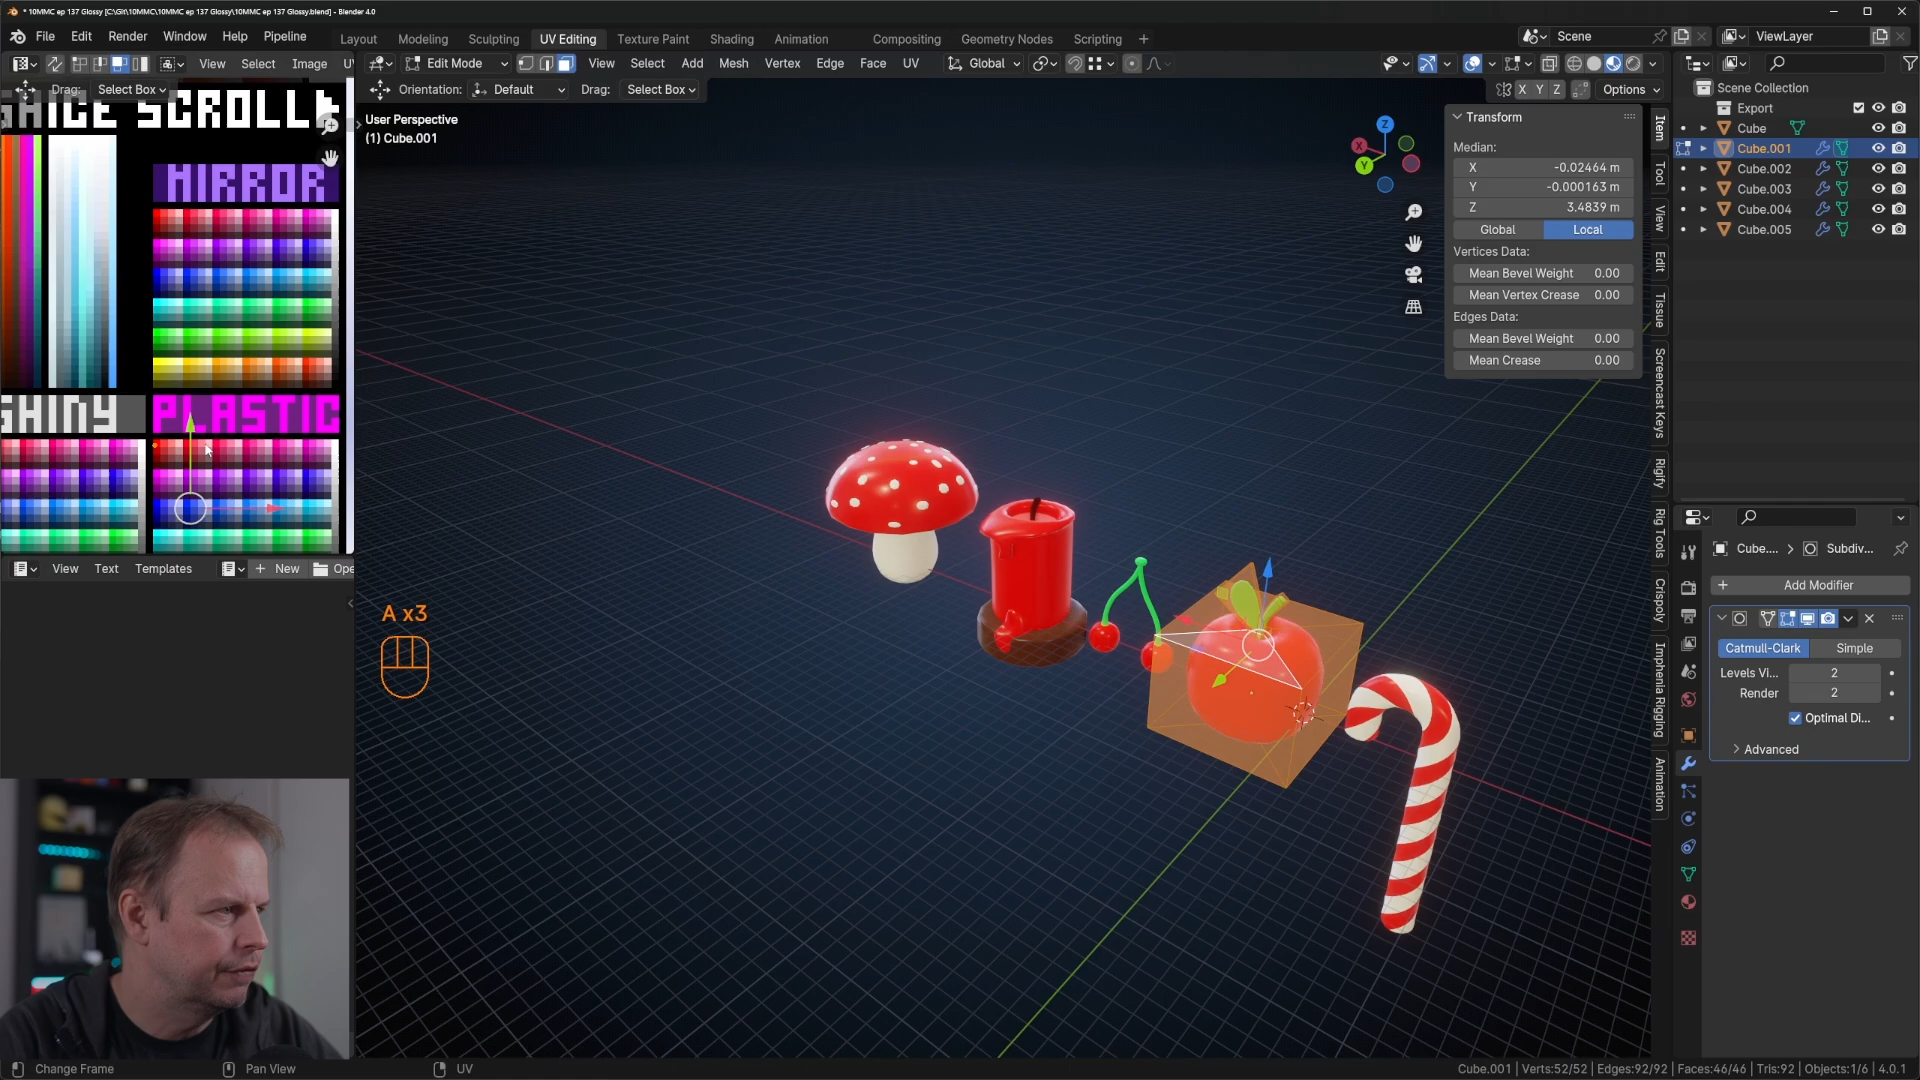 * 10MMC ep 137 Glossy [C:\Git\10MMC\10MMC ep 137 Glossy\10MMC ep 137 Glossy.blend] - Blender 4.0
File Edit Render Window Help Pipeline
Layout Modeling Sculpting UV Editing Texture Paint Shading Animation Compositing Geometry Nodes Scripting +
Scene ViewLayer
View Select Image
Edit Mode View Select Add Mesh Vertex Edge Face UV Global
Drag: Select Box
Orientation: Default Drag: Select Box
X Y Z Options
SCROLL
MIRROR
SHINY PLASTIC
User Perspective
(1) Cube.001
Z
X
Y
Transform
Median:
X -0.02464 m
Y -0.000163 m
Z 3.4839 m
Global Local
Vertices Data:
Mean Bevel Weight 0.00
Mean Vertex Crease 0.00
Edges Data:
Mean Bevel Weight 0.00
Mean Crease 0.00
Item
Tool
View
Edit
Tissue
Screencast Keys
Rigify
Rig Tools
Crispoly
Imphenia Rigging
Animation
Scene Collection
Export
Cube
Cube.001
Cube.002
Cube.003
Cube.004
Cube.005
View Text Templates + New Ope
A x3
Cube.... > Subdiv...
+ Add Modifier
Catmull-Clark Simple
Levels Vi... 2
Render 2
Optimal Di...
Advanced
Change Frame Pan View UV
Cube.001 | Verts:52/52 | Edges:92/92 | Faces:46/46 | Tris:92 | Objects:1/6 | 4.0.1